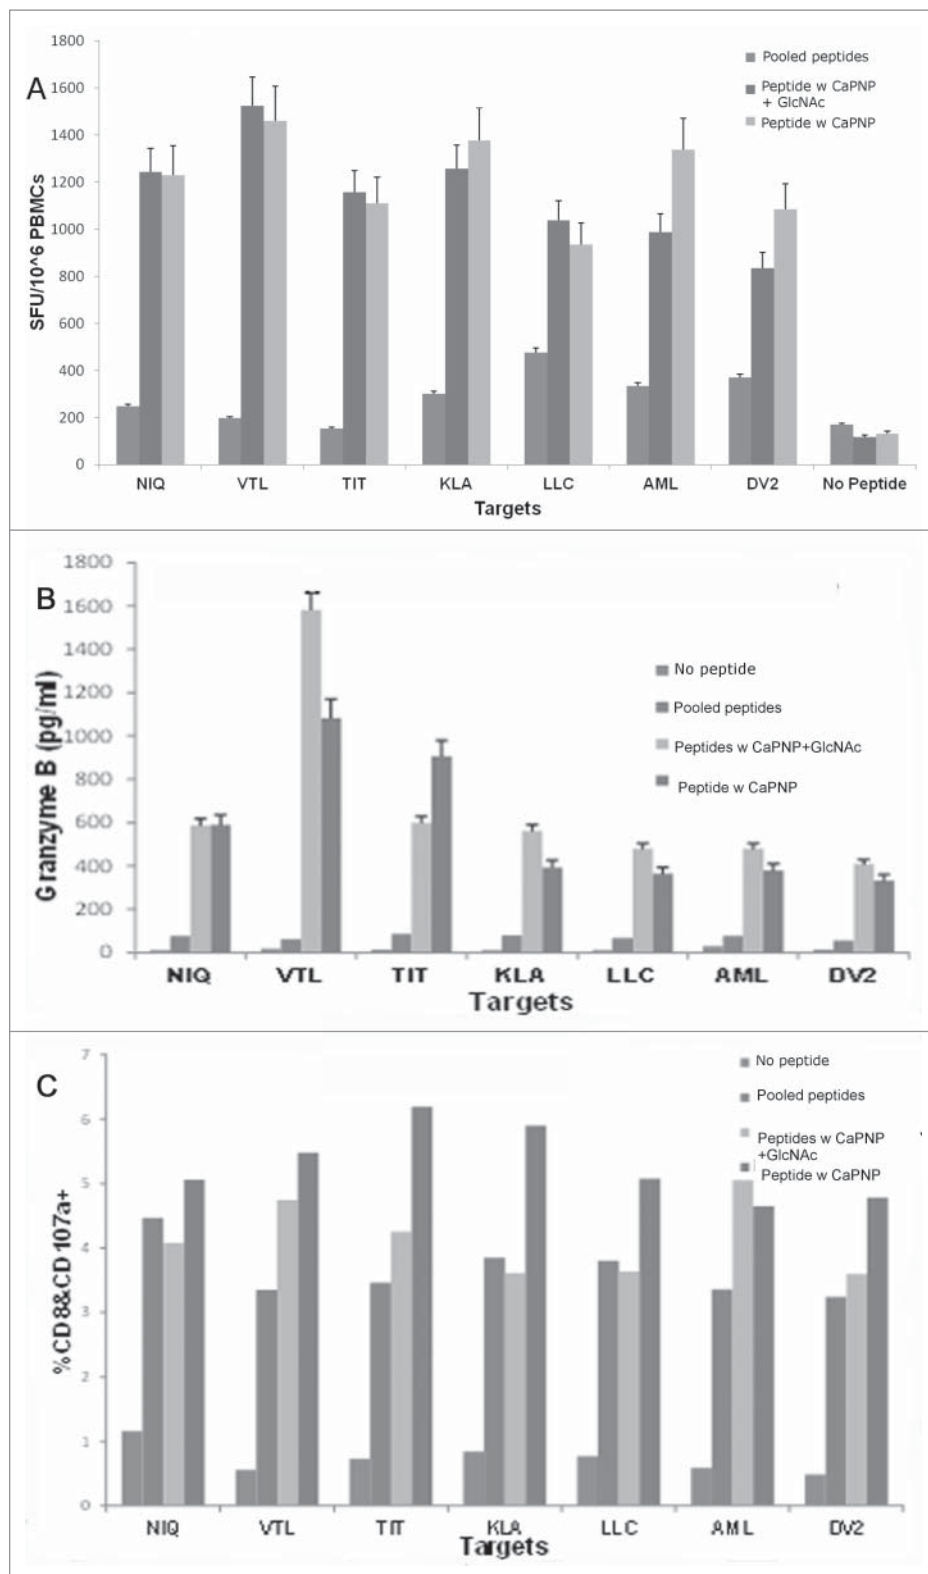 A
1800
1600
1400
1200
1000
800
600
400
200
0
SFU/10^6 PBMCs
Pooled peptides
Peptide w CaPNP
+ GlcNAc
Peptide w CaPNP
NIQ VTL TIT KLA LLC AML DV2 No Peptide
Targets
B
1800
1600
1400
1200
1000
800
600
400
200
0
Granzyme B (pg/ml)
No peptide
Pooled peptides
Peptides w CaPNP+GlcNAc
Peptide w CaPNP
NIQ VTL TIT KLA LLC AML DV2
Targets
C
7
6
5
4
3
2
1
0
%CD8&CD107a+
No peptide
Pooled peptides
Peptides w CaPNP
+GlcNAc
Peptide w CaPNP
NIQ VTL TIT KLA LLC AML DV2
Targets